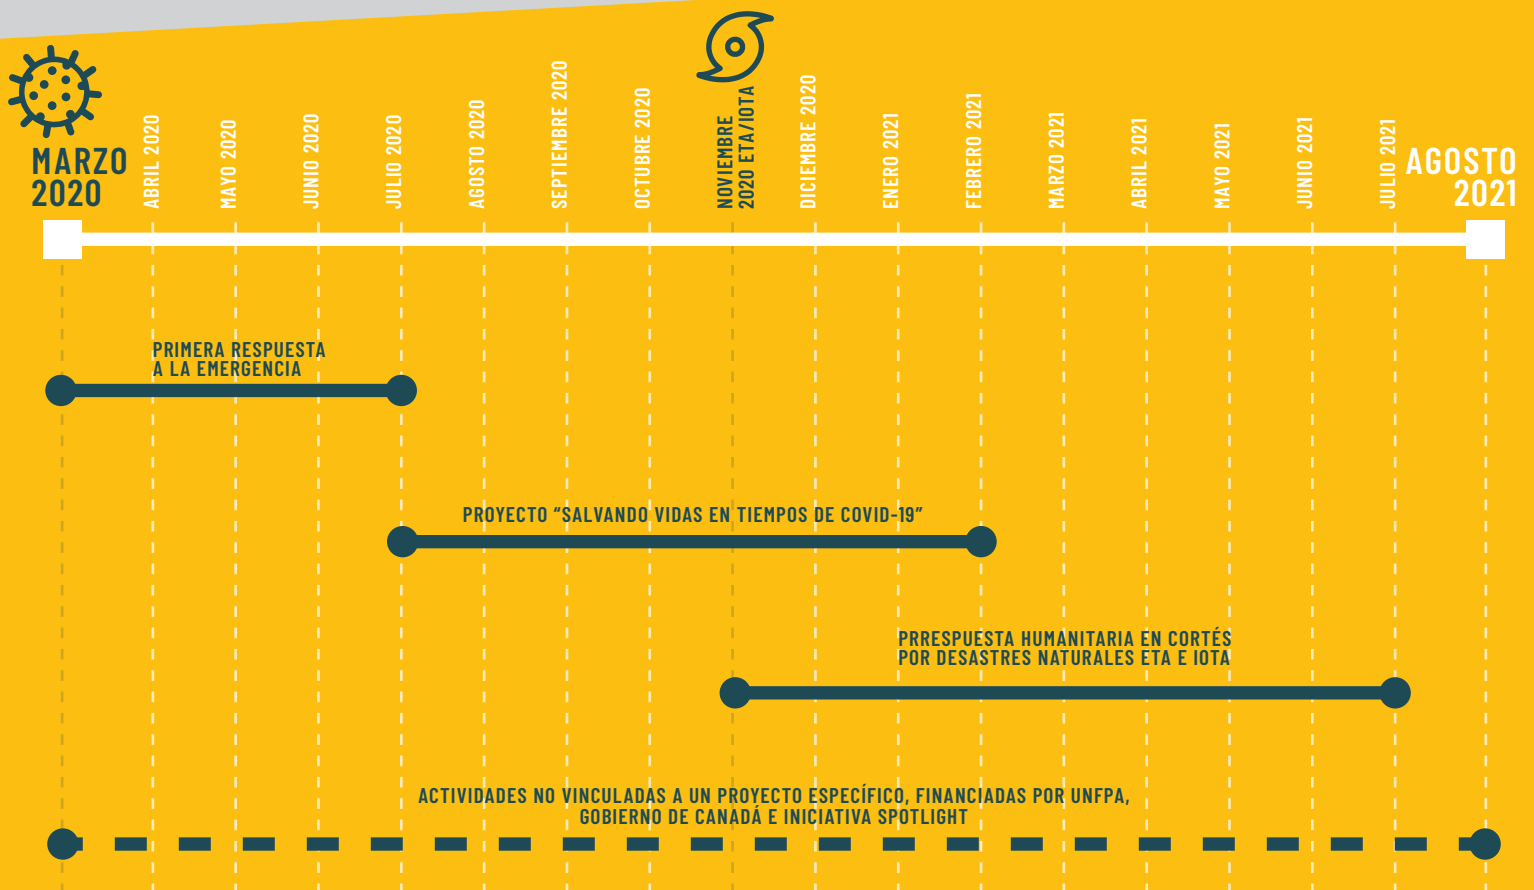 MARZO
2020
ABRIL 2020
MAYO 2020
JUNIO 2020
JULIO 2020
AGOSTO 2020
SEPTIEMBRE 2020
OCTUBRE 2020
NOVIEMBRE
2020 ETA/IOTA
DICIEMBRE 2020
ENERO 2021
FEBRERO 2021
MARZO 2021
ABRIL 2021
MAYO 2021
JUNIO 2021
JULIO 2021
AGOSTO
2021
PRIMERA RESPUESTA
A LA EMERGENCIA
PROYECTO “SALVANDO VIDAS EN TIEMPOS DE COVID-19”
PRRESPUESTA HUMANITARIA EN CORTÉS
POR DESASTRES NATURALES ETA E IOTA
ACTIVIDADES NO VINCULADAS A UN PROYECTO ESPECÍFICO, FINANCIADAS POR UNFPA,
GOBIERNO DE CANADÁ E INICIATIVA SPOTLIGHT